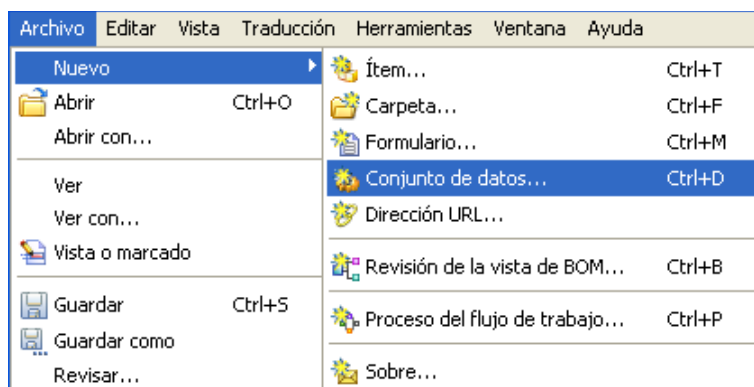 Archivo Editar Vista Traducción Herramientas Ventana Ayuda
Nuevo
Abrir Ctrl+O
Abrir con...
Ver
Ver con...
Vista o marcado
Guardar Ctrl+S
Guardar como
Revisar...
Ítem... Ctrl+T
Carpeta... Ctrl+F
Formulario... Ctrl+M
Conjunto de datos... Ctrl+D
Dirección URL...
Revisión de la vista de BOM... Ctrl+B
Proceso del flujo de trabajo... Ctrl+P
Sobre...